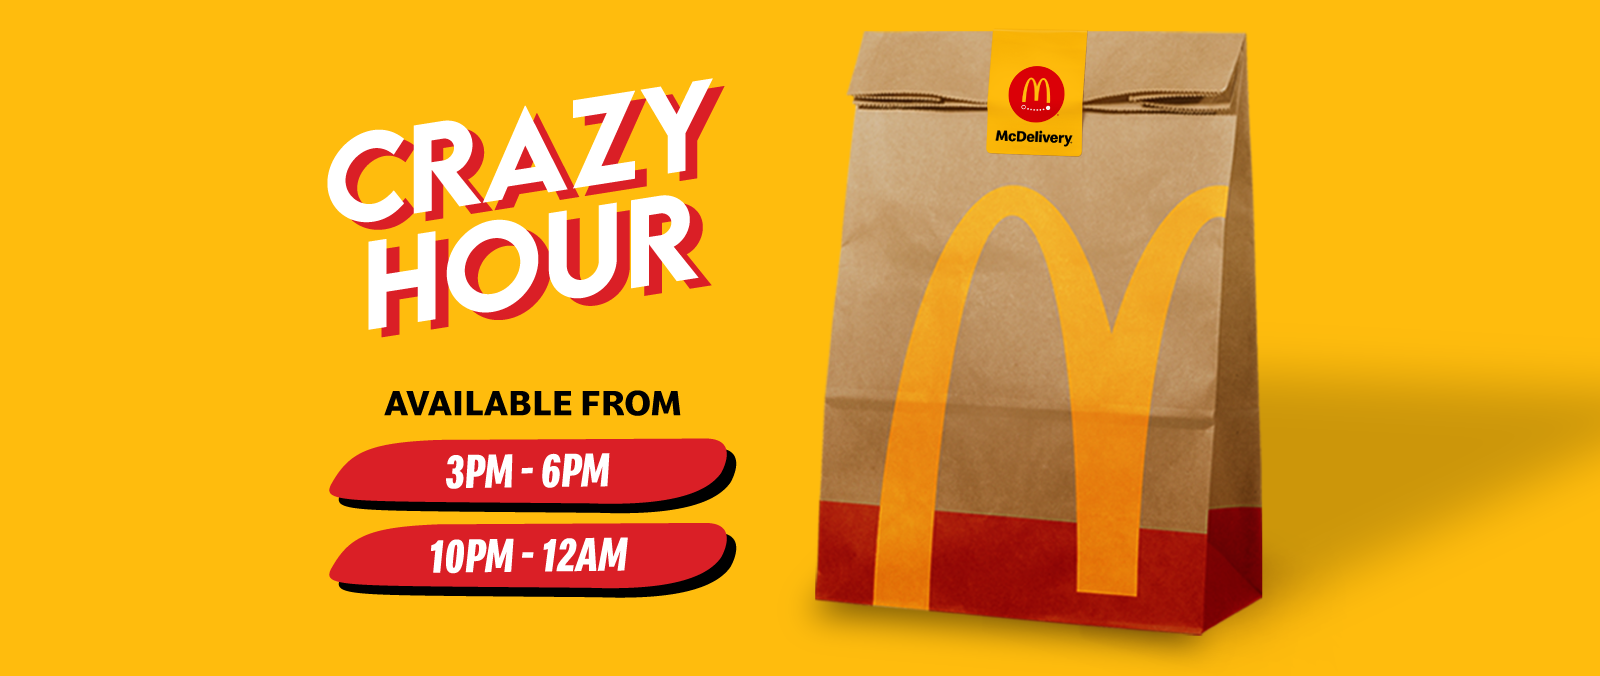 CRAZY
HOUR
AVAILABLE FROM
3PM - 6PM
10PM - 12AM
McDelivery